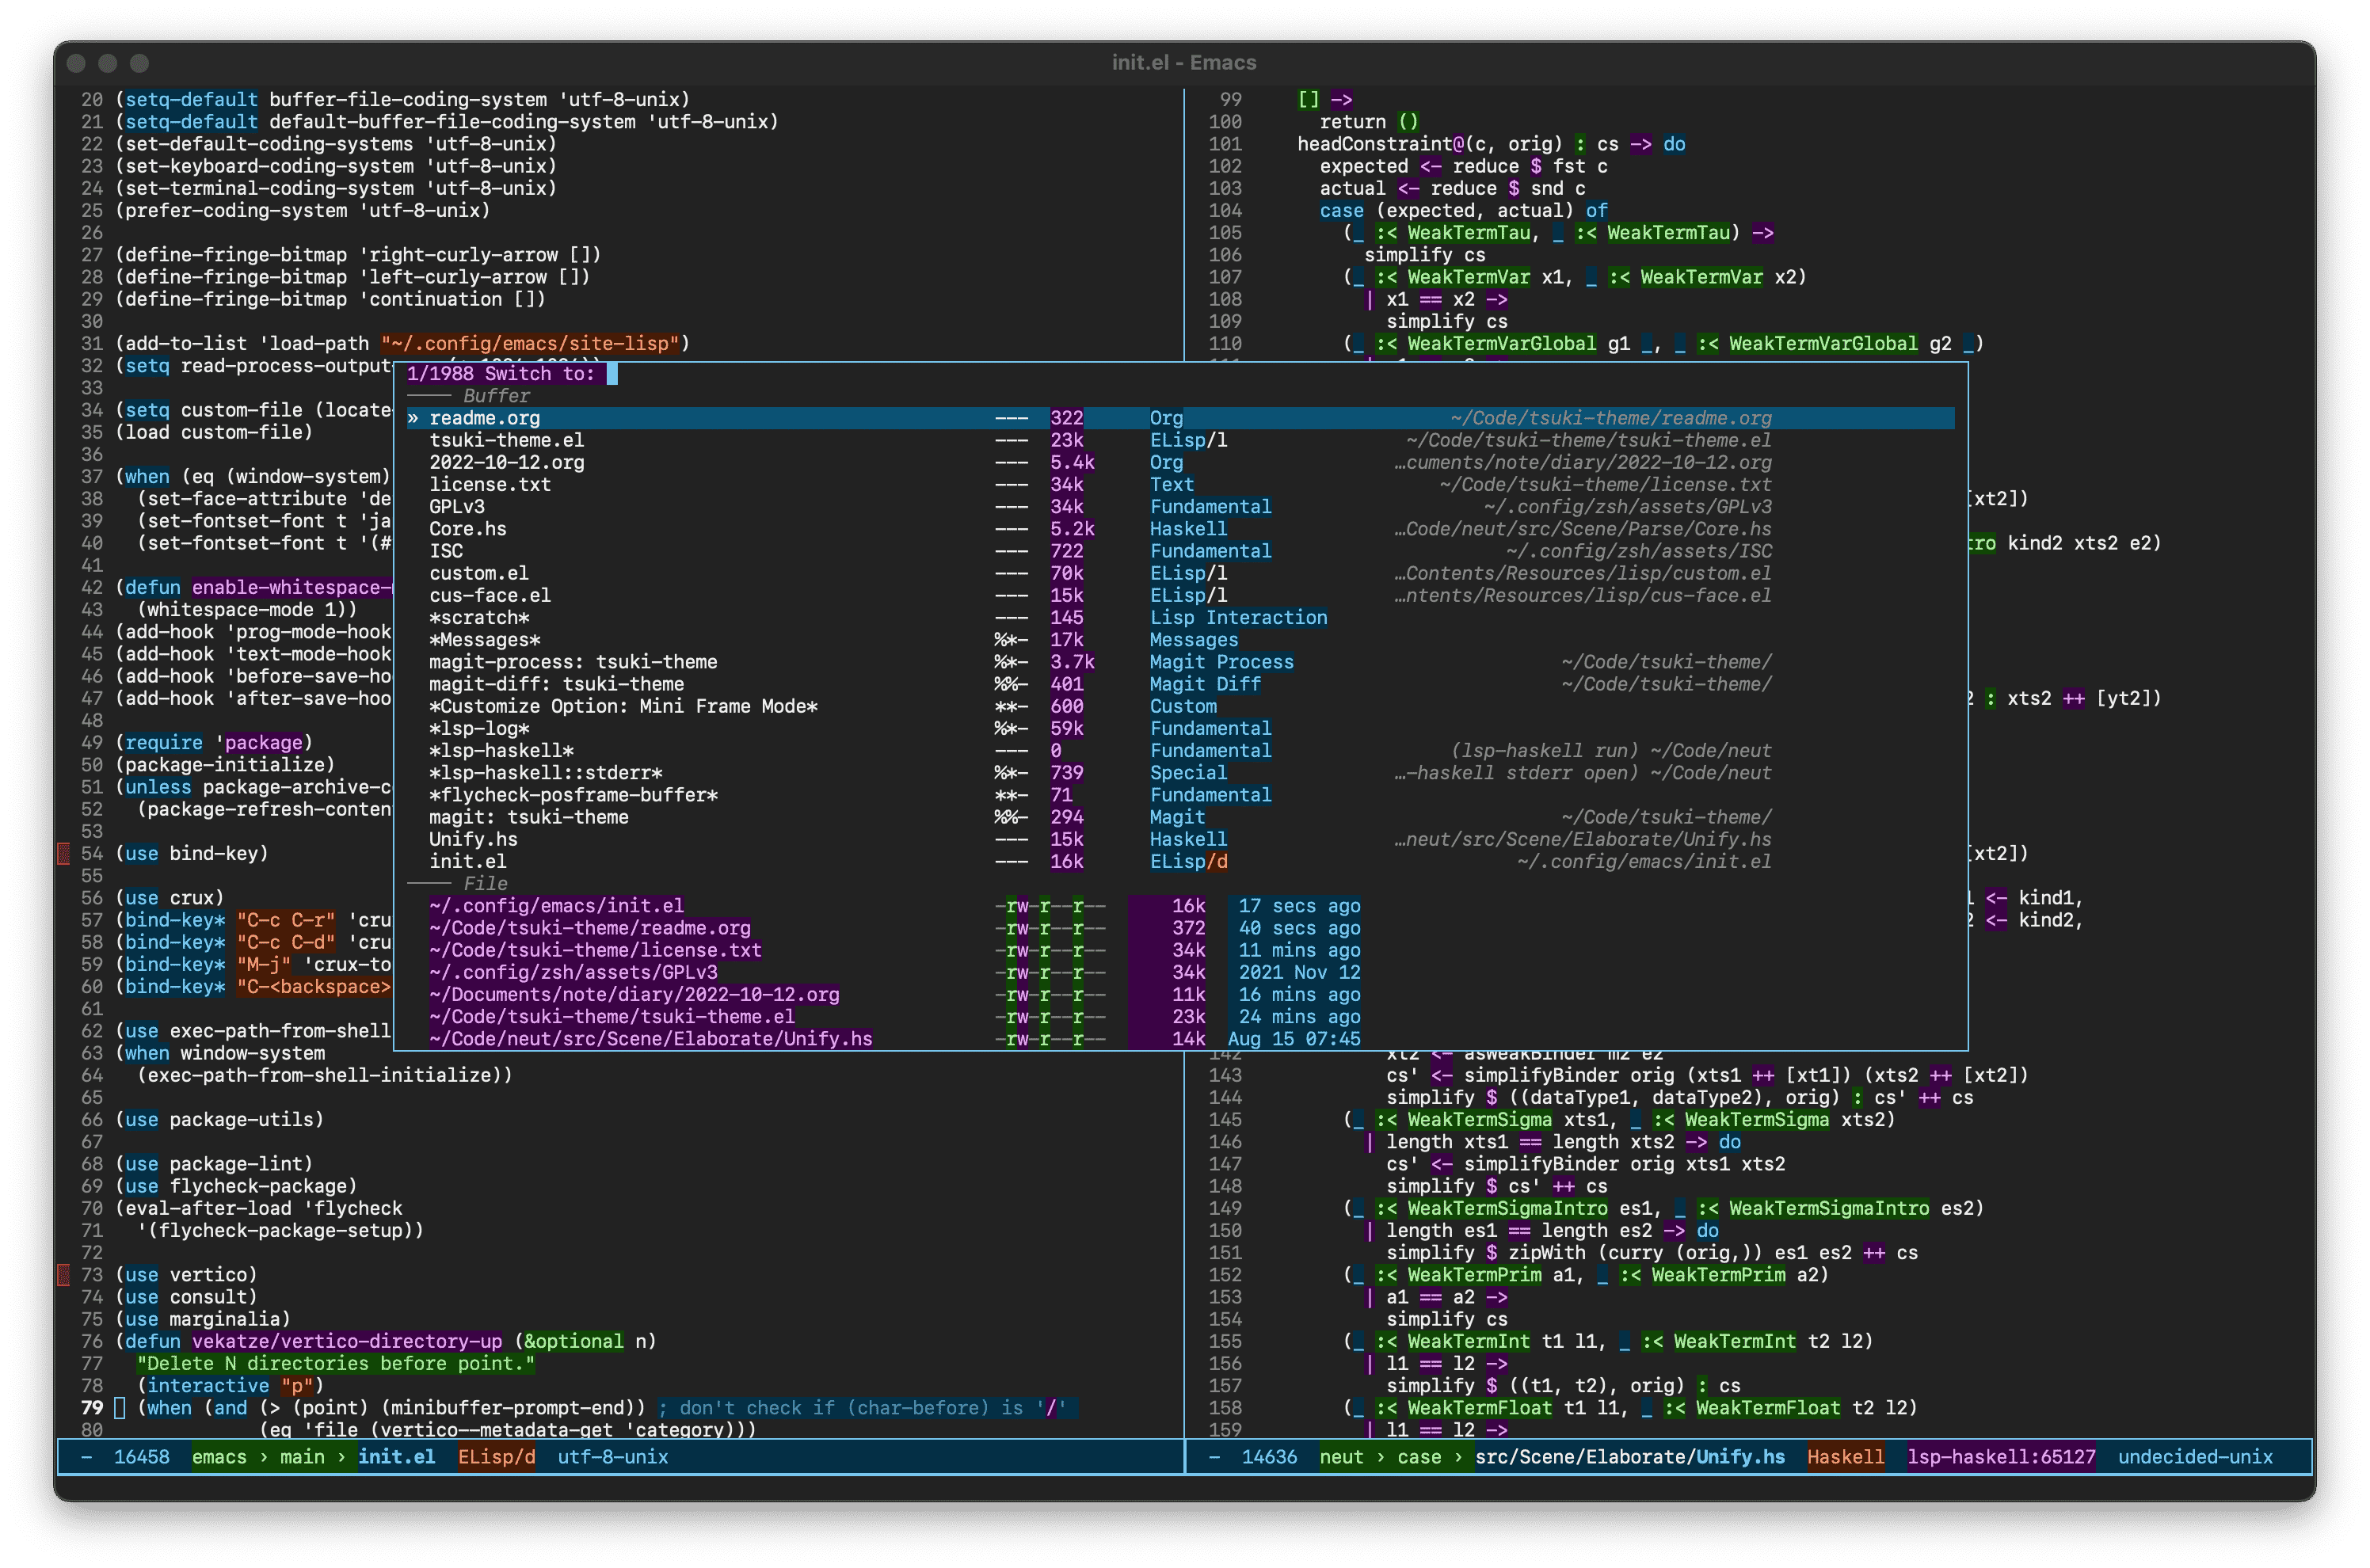 init.el - Emacs
20 (setq-default buffer-file-coding-system 'utf-8-unix)
21 (setq-default default-buffer-file-coding-system 'utf-8-unix)
22 (set-default-coding-systems 'utf-8-unix)
23 (set-keyboard-coding-system 'utf-8-unix)
24 (set-terminal-coding-system 'utf-8-unix)
25 (prefer-coding-system 'utf-8-unix)
26
27 (define-fringe-bitmap 'right-curly-arrow [])
28 (define-fringe-bitmap 'left-curly-arrow [])
29 (define-fringe-bitmap 'continuation [])
30
31 (add-to-list 'load-path "~/.config/emacs/site-lisp")
32 (setq read-process-output-
33
34 (setq custom-file (locate-
35 (load custom-file)
36
37 (when (eq (window-system)
38   (set-face-attribute 'de
39   (set-fontset-font t 'ja
40   (set-fontset-font t '(#
41
42 (defun enable-whitespace-
43   (whitespace-mode 1))
44 (add-hook 'prog-mode-hook
45 (add-hook 'text-mode-hook
46 (add-hook 'before-save-ho
47 (add-hook 'after-save-hoo
48
49 (require 'package)
50 (package-initialize)
51 (unless package-archive-c
52   (package-refresh-conten
53
54 (use bind-key)
55
56 (use crux)
57 (bind-key* "C-c C-r" 'cru
58 (bind-key* "C-c C-d" 'cru
59 (bind-key* "M-j" 'crux-to
60 (bind-key* "C-<backspace>
61
62 (use exec-path-from-shell
63 (when window-system
64   (exec-path-from-shell-initialize))
65
66 (use package-utils)
67
68 (use package-lint)
69 (use flycheck-package)
70 (eval-after-load 'flycheck
71   '(flycheck-package-setup))
72
73 (use vertico)
74 (use consult)
75 (use marginalia)
76 (defun vekatze/vertico-directory-up (&optional n)
77   "Delete N directories before point."
78   (interactive "p")
79   (when (and (> (point) (minibuffer-prompt-end)) ; don't check if (char-before) is '/'
80              (eq 'file (vertico--metadata-get 'category)))
- 16458 emacs › main › init.el ELisp/d utf-8-unix
1/1988 Switch to:
Buffer
» readme.org --- 322 Org ~/Code/tsuki-theme/readme.org
tsuki-theme.el --- 23k ELisp/l ~/Code/tsuki-theme/tsuki-theme.el
2022-10-12.org --- 5.4k Org …cuments/note/diary/2022-10-12.org
license.txt --- 34k Text ~/Code/tsuki-theme/license.txt
GPLv3 --- 34k Fundamental ~/.config/zsh/assets/GPLv3
Core.hs --- 5.2k Haskell …Code/neut/src/Scene/Parse/Core.hs
ISC --- 722 Fundamental ~/.config/zsh/assets/ISC
custom.el --- 70k ELisp/l …Contents/Resources/lisp/custom.el
cus-face.el --- 15k ELisp/l …ntents/Resources/lisp/cus-face.el
*scratch* --- 145 Lisp Interaction
*Messages* %*- 17k Messages
magit-process: tsuki-theme %*- 3.7k Magit Process ~/Code/tsuki-theme/
magit-diff: tsuki-theme %%- 401 Magit Diff ~/Code/tsuki-theme/
*Customize Option: Mini Frame Mode* **- 600 Custom
*lsp-log* %*- 59k Fundamental
*lsp-haskell* --- 0 Fundamental (lsp-haskell run) ~/Code/neut
*lsp-haskell::stderr* %*- 739 Special …-haskell stderr open) ~/Code/neut
*flycheck-posframe-buffer* **- 71 Fundamental
magit: tsuki-theme %%- 294 Magit ~/Code/tsuki-theme/
Unify.hs --- 15k Haskell …neut/src/Scene/Elaborate/Unify.hs
init.el --- 16k ELisp/d ~/.config/emacs/init.el
File
~/.config/emacs/init.el -rw-r--r-- 16k 17 secs ago
~/Code/tsuki-theme/readme.org -rw-r--r-- 372 40 secs ago
~/Code/tsuki-theme/license.txt -rw-r--r-- 34k 11 mins ago
~/.config/zsh/assets/GPLv3 -rw-r--r-- 34k 2021 Nov 12
~/Documents/note/diary/2022-10-12.org -rw-r--r-- 11k 16 mins ago
~/Code/tsuki-theme/tsuki-theme.el -rw-r--r-- 23k 24 mins ago
~/Code/neut/src/Scene/Elaborate/Unify.hs -rw-r--r-- 14k Aug 15 07:45
99     [] ->
100       return ()
101     headConstraint@(c, orig) : cs -> do
102       expected <- reduce $ fst c
103       actual <- reduce $ snd c
104       case (expected, actual) of
105         (_ :< WeakTermTau, _ :< WeakTermTau) ->
106           simplify cs
107         (_ :< WeakTermVar x1, _ :< WeakTermVar x2)
108           | x1 == x2 ->
109             simplify cs
110         (_ :< WeakTermVarGlobal g1 _, _ :< WeakTermVarGlobal g2 _)
[xt2])
tro kind2 xts2 e2)
2 : xts2 ++ [yt2])
[xt2])
1 <- kind1,
2 <- kind2,
142             xt2 <- asWeakBinder m2 e2
143             cs' <- simplifyBinder orig (xts1 ++ [xt1]) (xts2 ++ [xt2])
144             simplify $ ((dataType1, dataType2), orig) : cs' ++ cs
145         (_ :< WeakTermSigma xts1, _ :< WeakTermSigma xts2)
146           | length xts1 == length xts2 -> do
147             cs' <- simplifyBinder orig xts1 xts2
148             simplify $ cs' ++ cs
149         (_ :< WeakTermSigmaIntro es1, _ :< WeakTermSigmaIntro es2)
150           | length es1 == length es2 -> do
151             simplify $ zipWith (curry (orig,)) es1 es2 ++ cs
152         (_ :< WeakTermPrim a1, _ :< WeakTermPrim a2)
153           | a1 == a2 ->
154             simplify cs
155         (_ :< WeakTermInt t1 l1, _ :< WeakTermInt t2 l2)
156           | l1 == l2 ->
157             simplify $ ((t1, t2), orig) : cs
158         (_ :< WeakTermFloat t1 l1, _ :< WeakTermFloat t2 l2)
159           | l1 == l2 ->
- 14636 neut › case › src/Scene/Elaborate/Unify.hs Haskell lsp-haskell:65127 undecided-unix